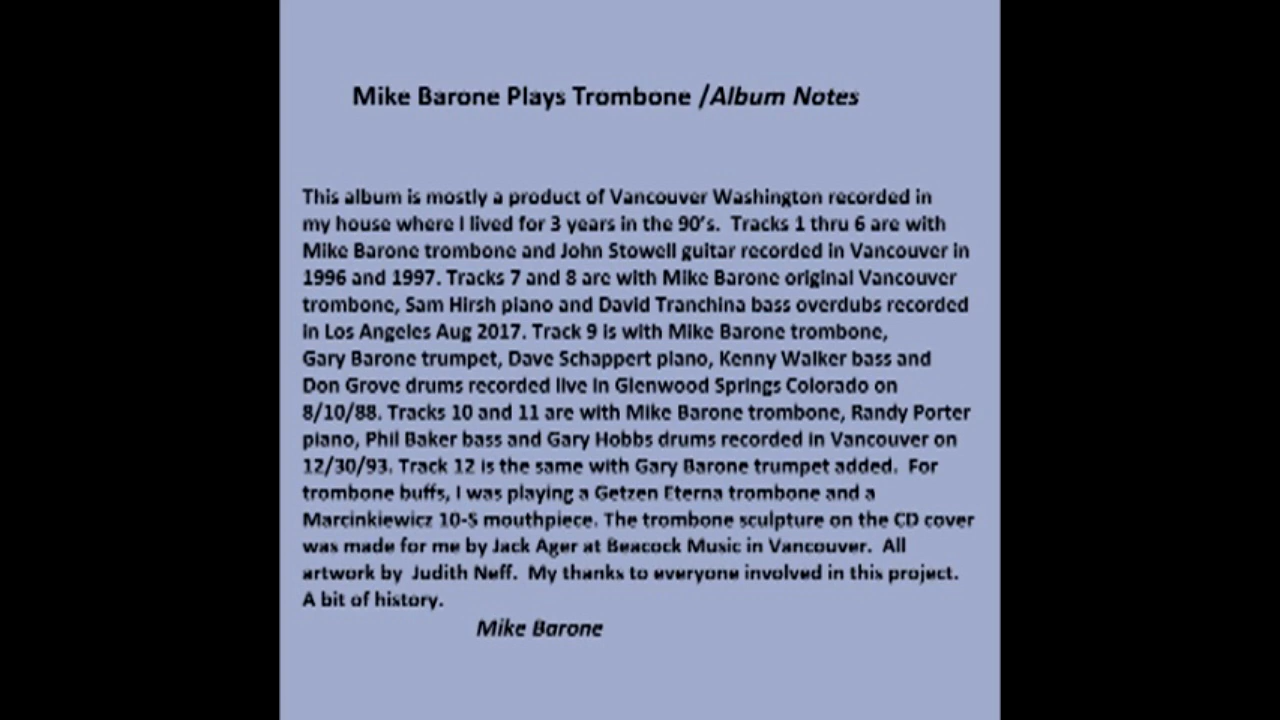 Mike Barone Plays Trombone /Album Notes
This album is mostly a product of Vancouver Washington recorded in
my house where I lived for 3 years in the 90's. Tracks 1 thru 6 are with
Mike Barone trombone and John Stowell guitar recorded in Vancouver in
1996 and 1997. Tracks 7 and 8 are with Mike Barone original Vancouver
trombone, Sam Hirsh piano and David Tranchina bass overdubs recorded
in Los Angeles Aug 2017. Track 9 is with Mike Barone trombone,
Gary Barone trumpet, Dave Schappert piano, Kenny Walker bass and
Don Grove drums recorded live in Glenwood Springs Colorado on
8/10/88. Tracks 10 and 11 are with Mike Barone trombone, Randy Porter
piano, Phil Baker bass and Gary Hobbs drums recorded in Vancouver on
12/30/93. Track 12 is the same with Gary Barone trumpet added. For
trombone buffs, I was playing a Getzen Eterna trombone and a
Marcinkiewicz 10-S mouthpiece. The trombone sculpture on the CD cover
was made for me by Jack Ager at Beacock Music in Vancouver. All
artwork by Judith Neff. My thanks to everyone involved in this project.
A bit of history.
Mike Barone